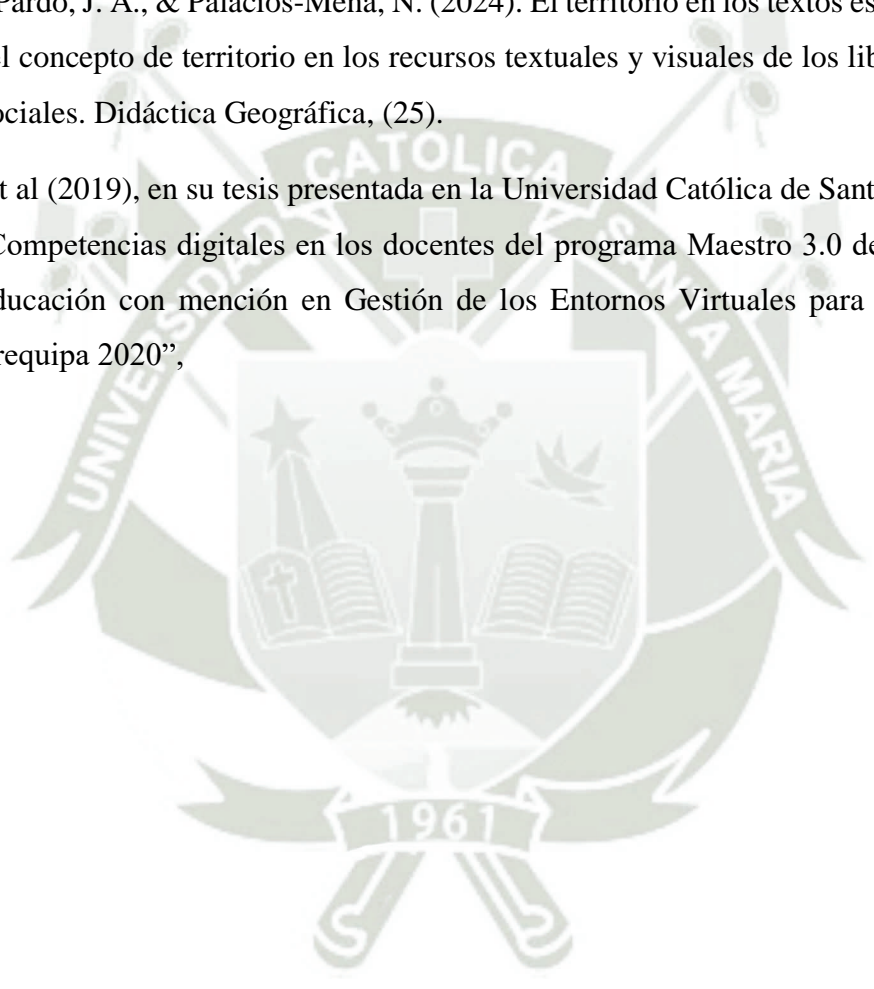 Pardo, J. A., & Palacios-Mena, N. (2024). El territorio en los textos es
el concepto de territorio en los recursos textuales y visuales de los lib
ociales. Didáctica Geográfica, (25).
t al (2019), en su tesis presentada en la Universidad Católica de Sant
Competencias digitales en los docentes del programa Maestro 3.0 de
ducación con mención en Gestión de los Entornos Virtuales para
requipa 2020”,
UNIVERSIDAD CATOLICA SANTA MARIA
1961